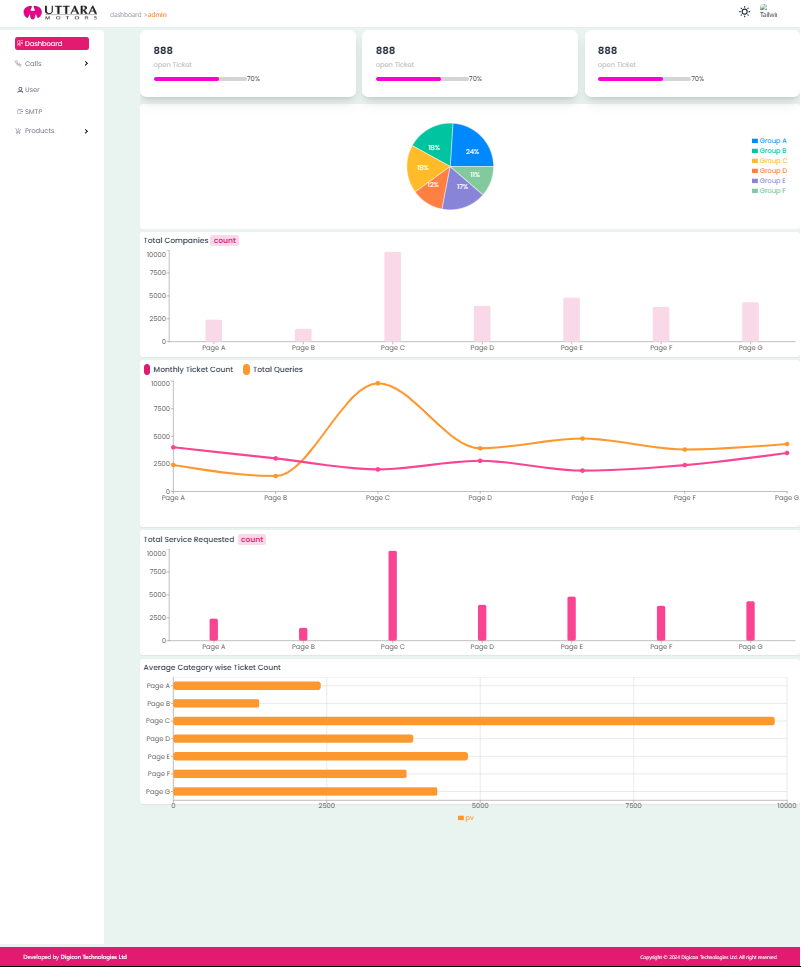 UTTARA
MOTORS
dashboard >admin
Tailwi
Dashboard
Calls
User
SMTP
Products
888
open Ticket
70%
888
open Ticket
70%
888
open Ticket
70%
18%
24%
18%
11%
12%
17%
Group A
Group B
Group C
Group D
Group E
Group F
Total Companies count
10000
7500
5000
2500
0
Page A Page B Page C Page D Page E Page F Page G
Monthly Ticket Count Total Queries
10000
7500
5000
2500
0
Page A Page B Page C Page D Page E Page F Page G
Total Service Requested count
10000
7500
5000
2500
0
Page A Page B Page C Page D Page E Page F Page G
Average Category wise Ticket Count
Page A
Page B
Page C
Page D
Page E
Page F
Page G
0 2500 5000 7500 10000
pv
Developed by Digicon Technologies Ltd
Copyright © 2024 Digicon Technologies Ltd. All right reserved